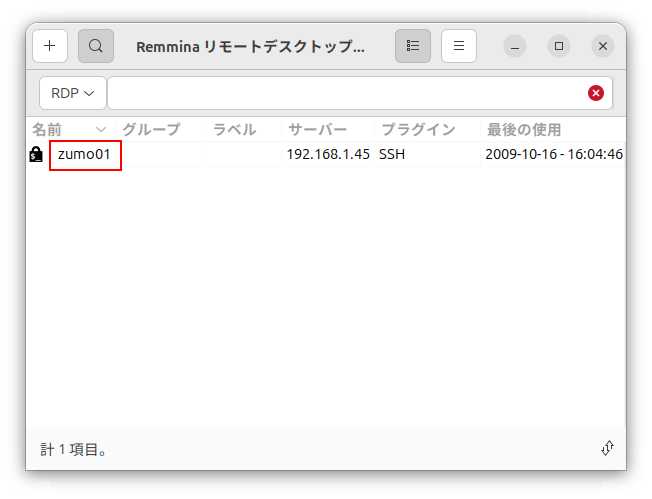 Remmina リモートデスクトップ...
RDP
名前 グループ ラベル サーバー プラグイン 最後の使用
zumo01 192.168.1.45 SSH 2009-10-16 - 16:04:46
計 1 項目。